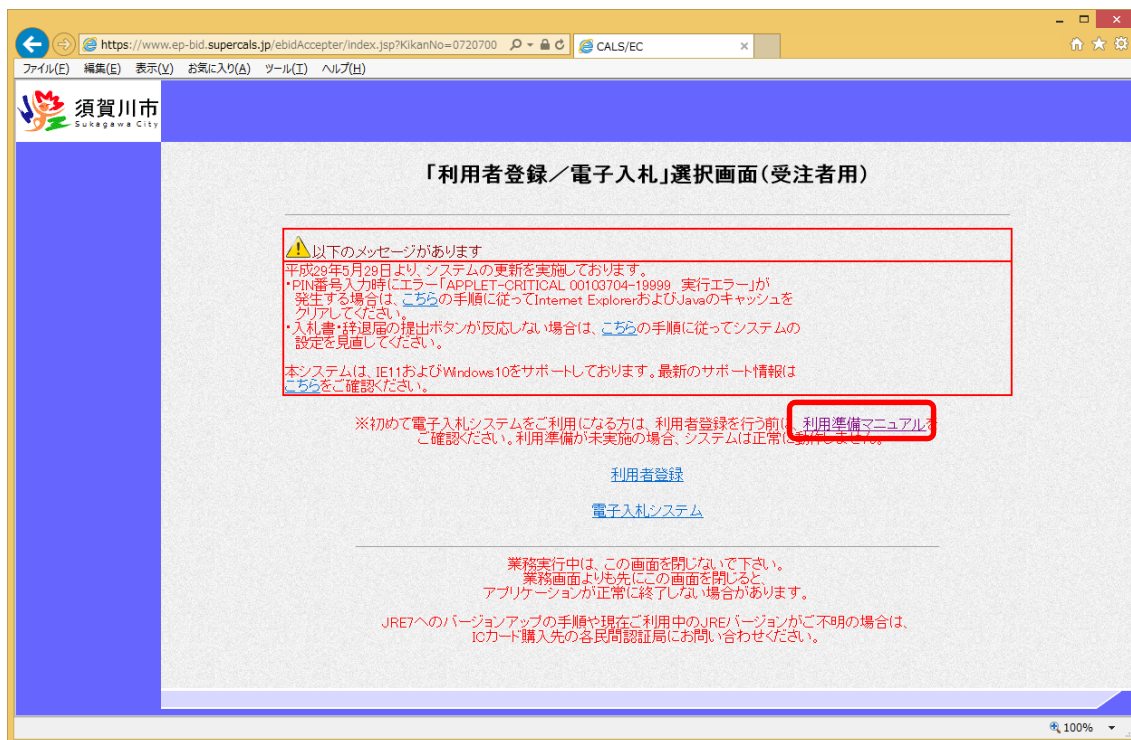 https://www.ep-bid.supercals.jp/ebidAccepter/index.jsp?KikanNo=0720700
CALS/EC
ファイル(F) 編集(E) 表示(V) お気に入り(A) ツール(T) ヘルプ(H)
須賀川市
Sukagawa City
「利用者登録／電子入札」選択画面(受注者用)
以下のメッセージがあります
平成29年5月29日より、システムの更新を実施しております。
・PIN番号入力時にエラー「APPLET-CRITICAL 00103704-19999 実行エラー」が
発生する場合は、こちらの手順に従ってInternet ExplorerおよびJavaのキャッシュを
クリアしてください。
・入札書・辞退届の提出ボタンが反応しない場合は、こちらの手順に従ってシステムの
設定を見直してください。
本システムは、IE11およびWindows10をサポートしております。最新のサポート情報は
こちらをご確認ください。
※初めて電子入札システムをご利用になる方は、利用者登録を行う前に、利用準備マニュアルを
ご確認ください。利用準備が未実施の場合、システムは正常に動作しません。
利用者登録
電子入札システム
業務実行中は、この画面を閉じないで下さい。
業務画面よりも先にこの画面を閉じると、
アプリケーションが正常に終了しない場合があります。
JRE7へのバージョンアップの手順や現在ご利用中のJREバージョンがご不明の場合は、
ICカード購入先の各民間認証局にお問い合わせください。
100%